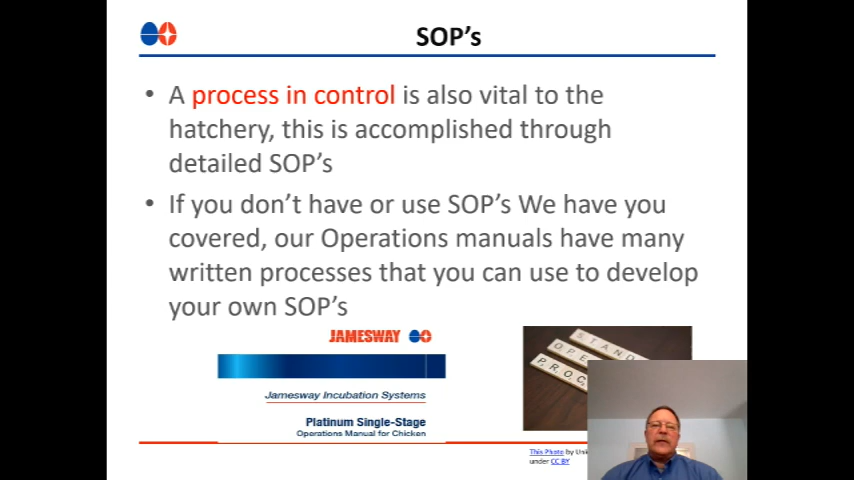 SOP’s
• A process in control is also vital to the
hatchery, this is accomplished through
detailed SOP’s
• If you don’t have or use SOP’s We have you
covered, our Operations manuals have many
written processes that you can use to develop
your own SOP’s
JAMESWAY
Jamesway Incubation Systems
Platinum Single-Stage
Operations Manual for Chicken
STAND
OPE
PROC
This Photo by
under CC BY